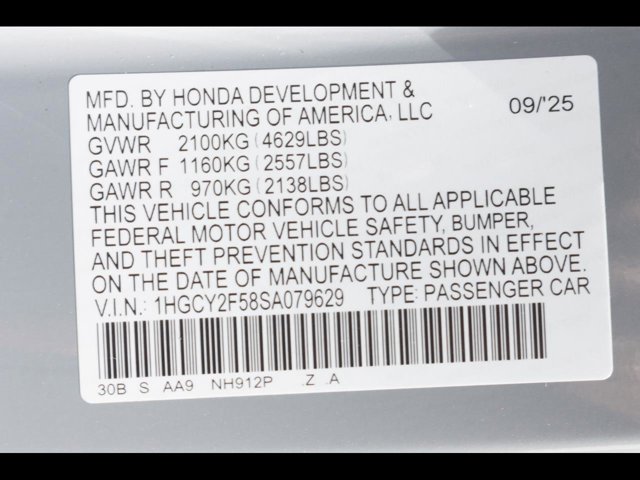 MFD. BY HONDA DEVELOPMENT &
MANUFACTURING OF AMERICA, LLC 09/'25
GVWR 2100KG (4629LBS)
GAWR F 1160KG (2557LBS)
GAWR R 970KG (2138LBS)
THIS VEHICLE CONFORMS TO ALL APPLICABLE
FEDERAL MOTOR VEHICLE SAFETY, BUMPER,
AND THEFT PREVENTION STANDARDS IN EFFECT
ON THE DATE OF MANUFACTURE SHOWN ABOVE.
V.I.N.: 1HGCY2F58SA079629 TYPE: PASSENGER CAR
30B S AA9 NH912P .Z .A